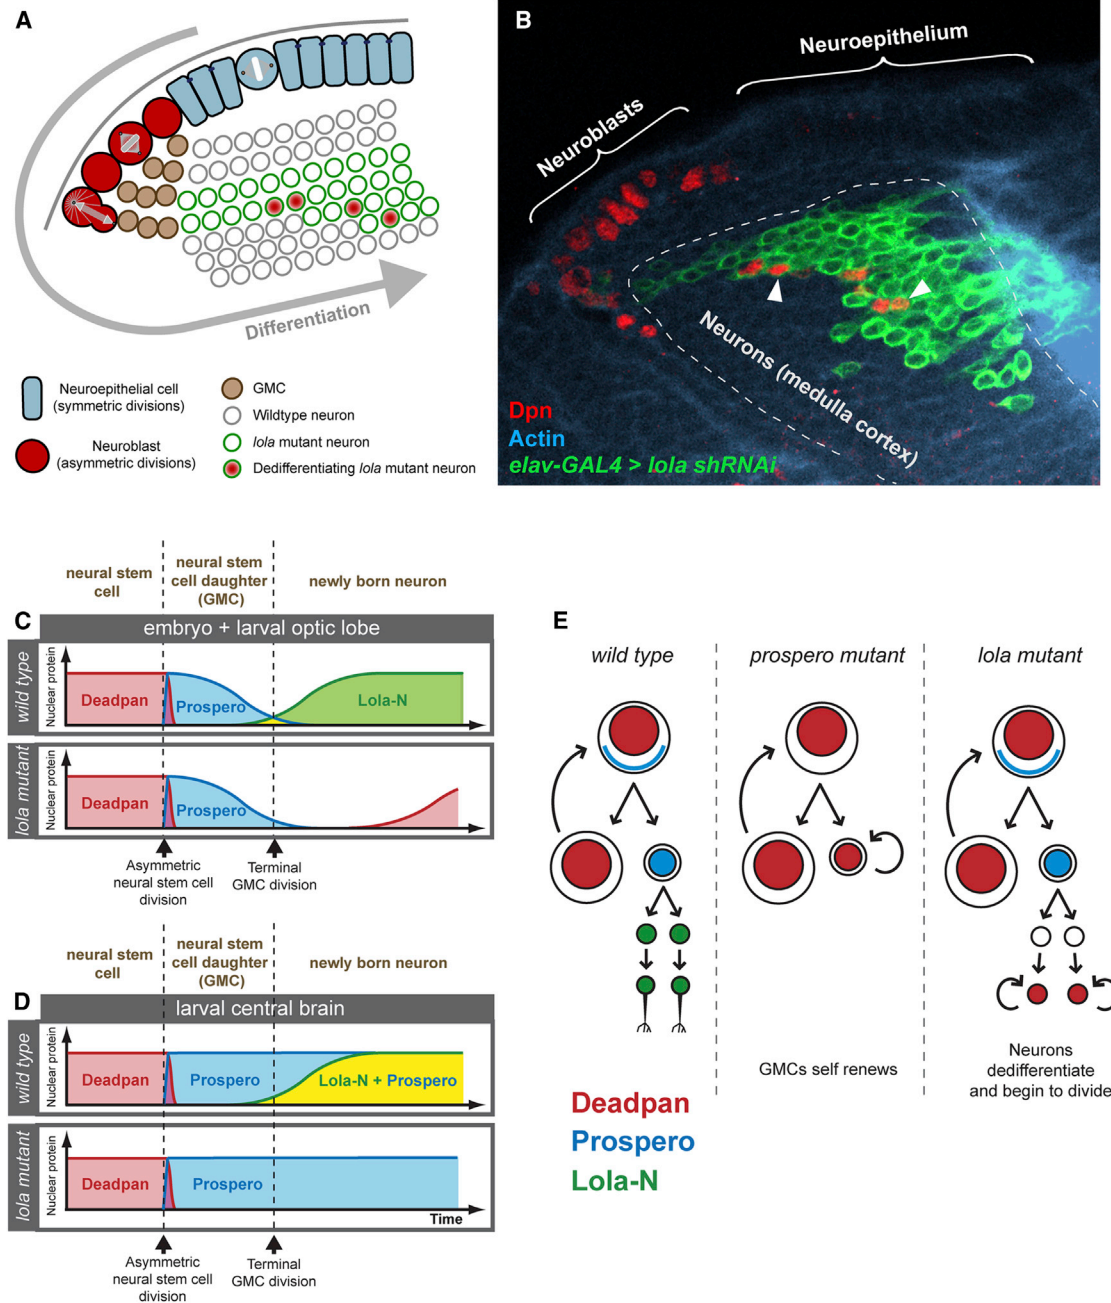 A
Differentiation
Neuroepithelial cell
(symmetric divisions)
Neuroblast
(asymmetric divisions)
GMC
Wildtype neuron
lola mutant neuron
Dedifferentiating lola mutant neuron
B
Neuroblasts
Neuroepithelium
Neurons (medulla cortex)
Dpn
Actin
elav-GAL4 > lola shRNAi
neural stem
cell
neural stem
cell daughter
(GMC)
newly born neuron
C
embryo + larval optic lobe
wild type
Nuclear protein
Deadpan
Prospero
Lola-N
lola mutant
Nuclear protein
Deadpan
Prospero
Asymmetric
neural stem cell
division
Terminal
GMC division
neural stem
cell
neural stem
cell daughter
(GMC)
newly born neuron
D
larval central brain
wild type
Nuclear protein
Deadpan
Prospero
Lola-N + Prospero
lola mutant
Nuclear protein
Deadpan
Prospero
Time
Asymmetric
neural stem cell
division
Terminal
GMC division
E
wild type
prospero mutant
lola mutant
GMCs self renews
Neurons
dedifferentiate
and begin to divide
Deadpan
Prospero
Lola-N